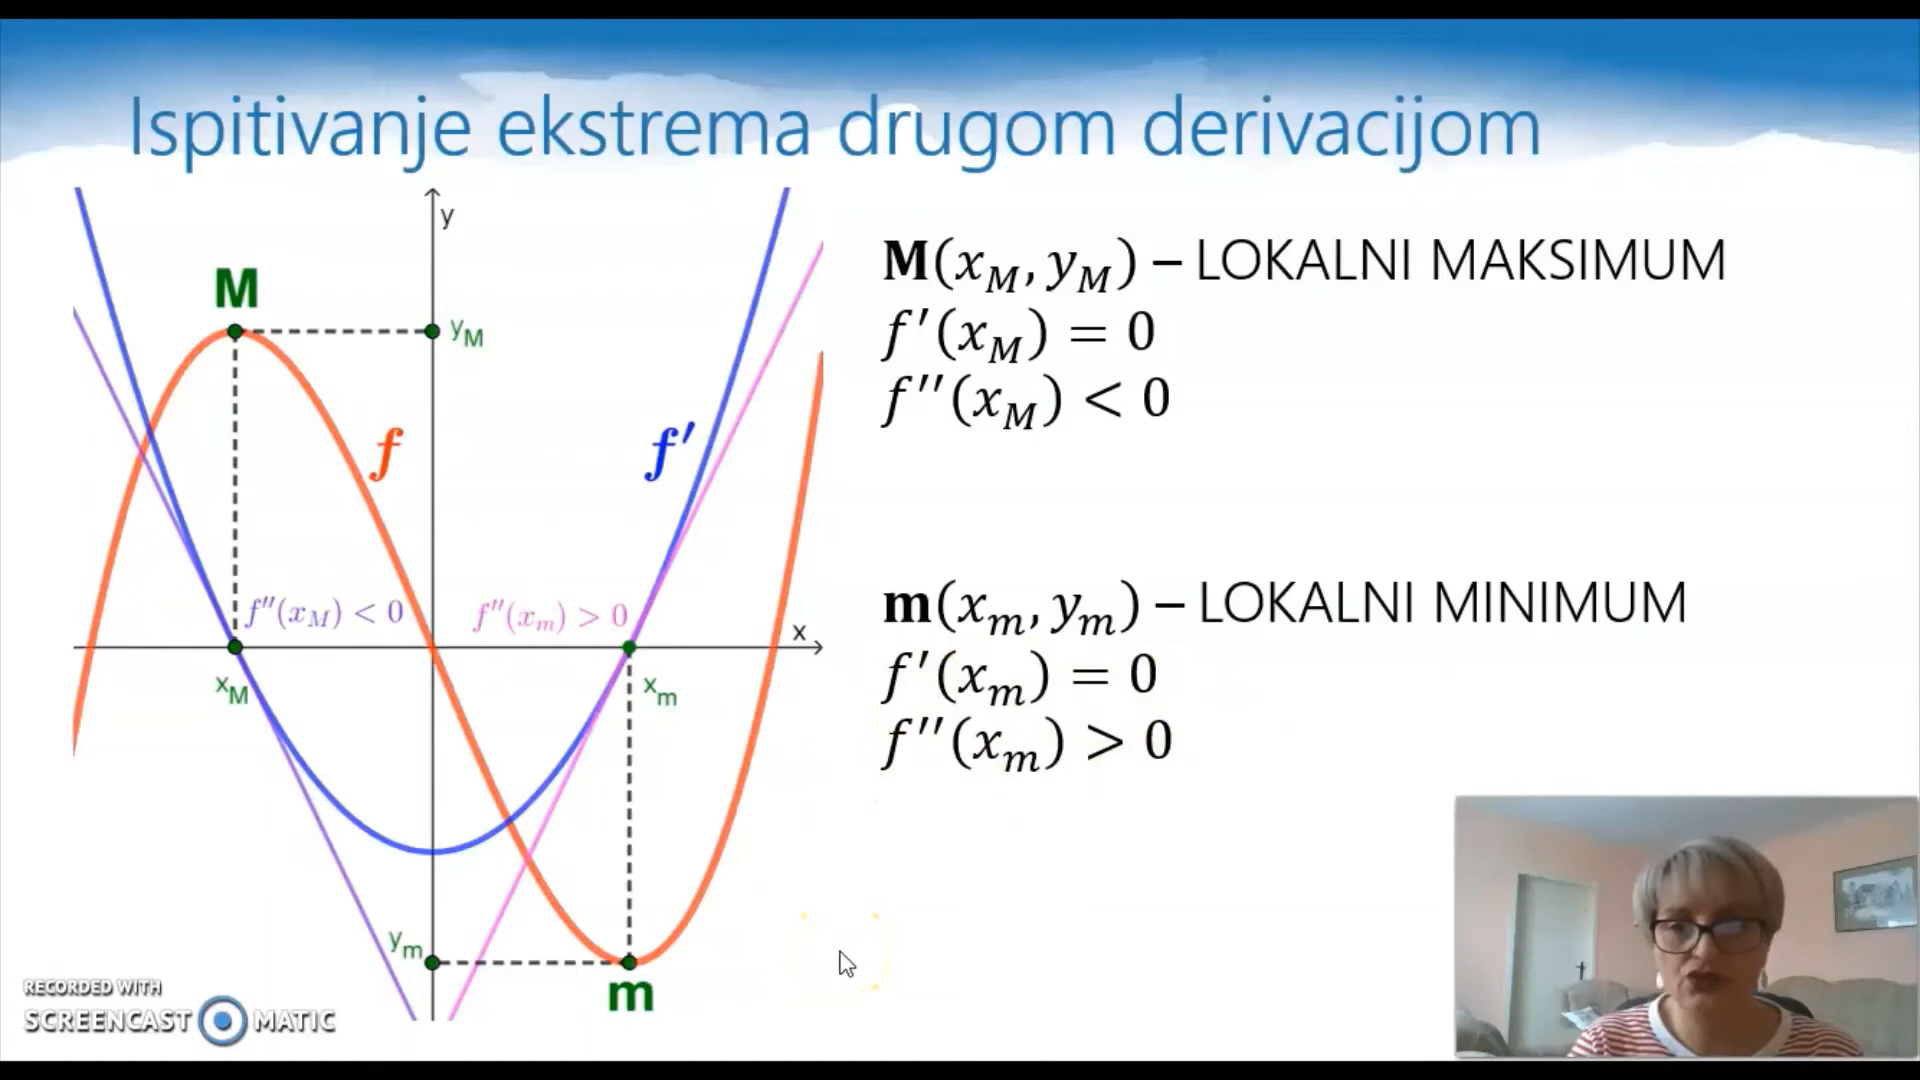 Ispitivanje ekstrema drugom derivacijom
y
M
y_M
f
f'
f''(x_M) < 0
f''(x_m) > 0
x
x_M
x_m
y_m
m
M(x_M, y_M) – LOKALNI MAKSIMUM
f'(x_M) = 0
f''(x_M) < 0
m(x_m, y_m) – LOKALNI MINIMUM
f'(x_m) = 0
f''(x_m) > 0
RECORDED WITH
SCREENCAST MATIC